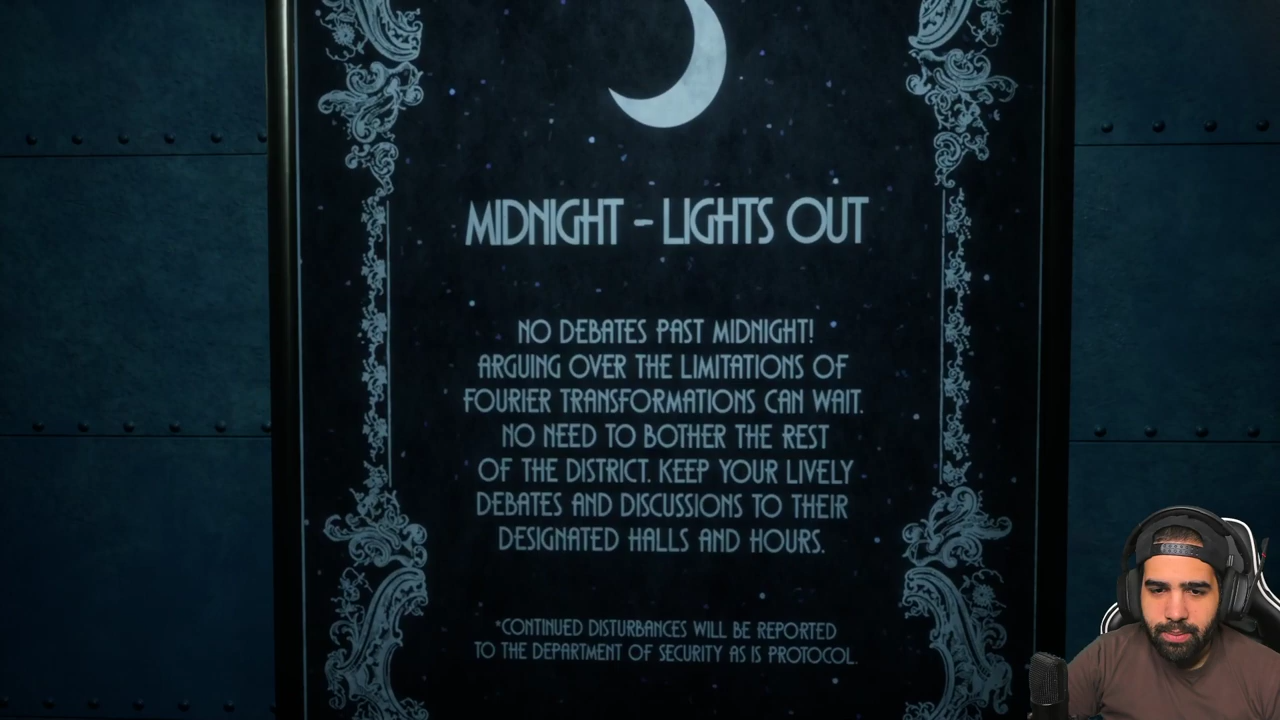 MIDNIGHT - LIGHTS OUT
NO DEBATES PAST MIDNIGHT!
ARGUING OVER THE LIMITATIONS OF
FOURIER TRANSFORMATIONS CAN WAIT.
NO NEED TO BOTHER THE REST
OF THE DISTRICT. KEEP YOUR LIVELY
DEBATES AND DISCUSSIONS TO THEIR
DESIGNATED HALLS AND HOURS.
*CONTINUED DISTURBANCES WILL BE REPORTED
TO THE DEPARTMENT OF SECURITY AS IS PROTOCOL.